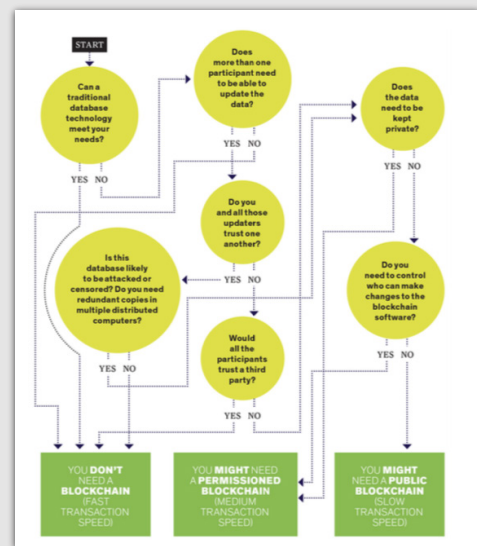 START
Can a
traditional
database
technology
meet your
needs?
YES NO
Does
more than one
participant need
to be able to
update the
data?
YES NO
Does
the data
need to be
kept
private?
YES NO
Do you
and all those
updaters
trust one
another?
YES NO
Is this
database likely
to be attacked or
censored? Do you need
redundant copies in
multiple distributed
computers?
YES NO
Do you
need to control
who can make
changes to the
blockchain
software?
YES NO
Would
all the
participants
trust a third
party?
YES NO
YOU DON'T
NEED A
BLOCKCHAIN
(FAST
TRANSACTION
SPEED)
YOU MIGHT NEED
A PERMISSIONED
BLOCKCHAIN
(MEDIUM
TRANSACTION
SPEED)
YOU MIGHT
NEED A PUBLIC
BLOCKCHAIN
(SLOW
TRANSACTION
SPEED)